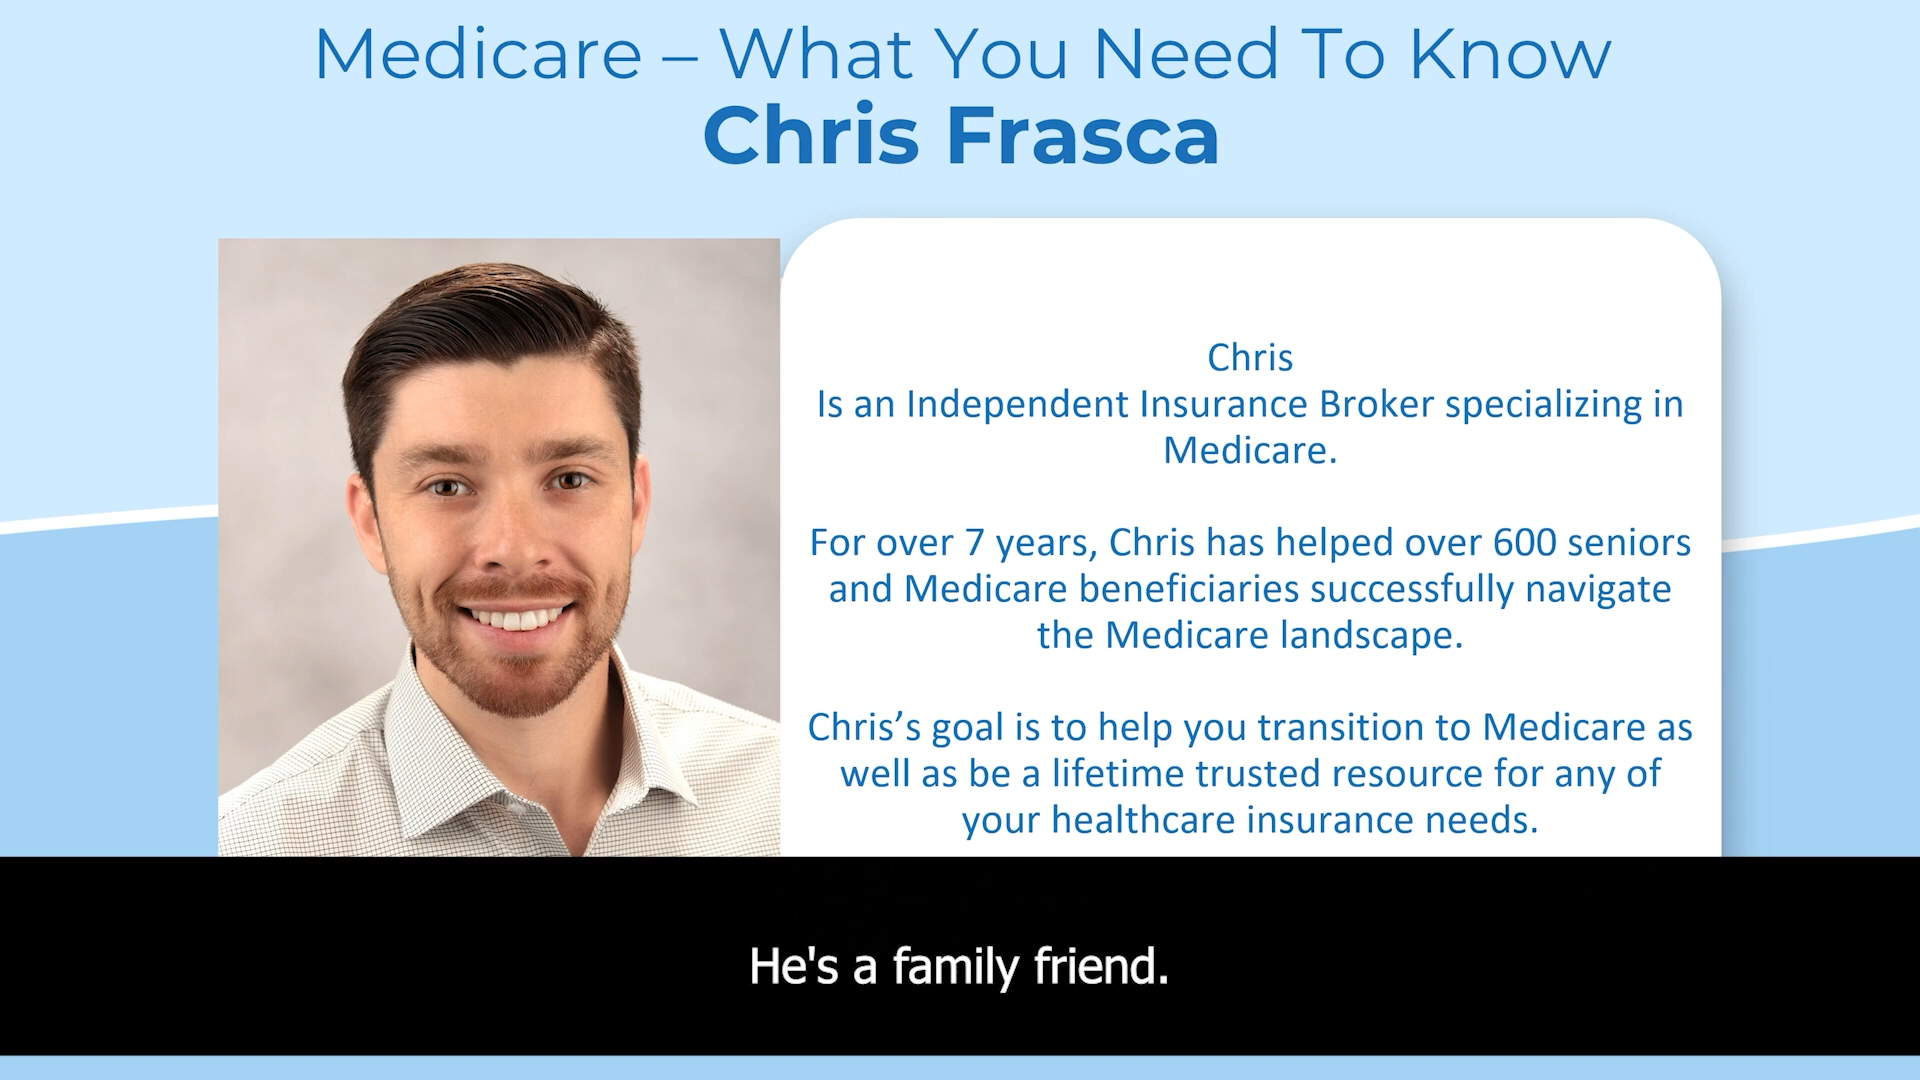 Medicare – What You Need To Know
Chris Frasca
Chris
Is an Independent Insurance Broker specializing in
Medicare.
For over 7 years, Chris has helped over 600 seniors
and Medicare beneficiaries successfully navigate
the Medicare landscape.
Chris’s goal is to help you transition to Medicare as
well as be a lifetime trusted resource for any of
your healthcare insurance needs.
He's a family friend.